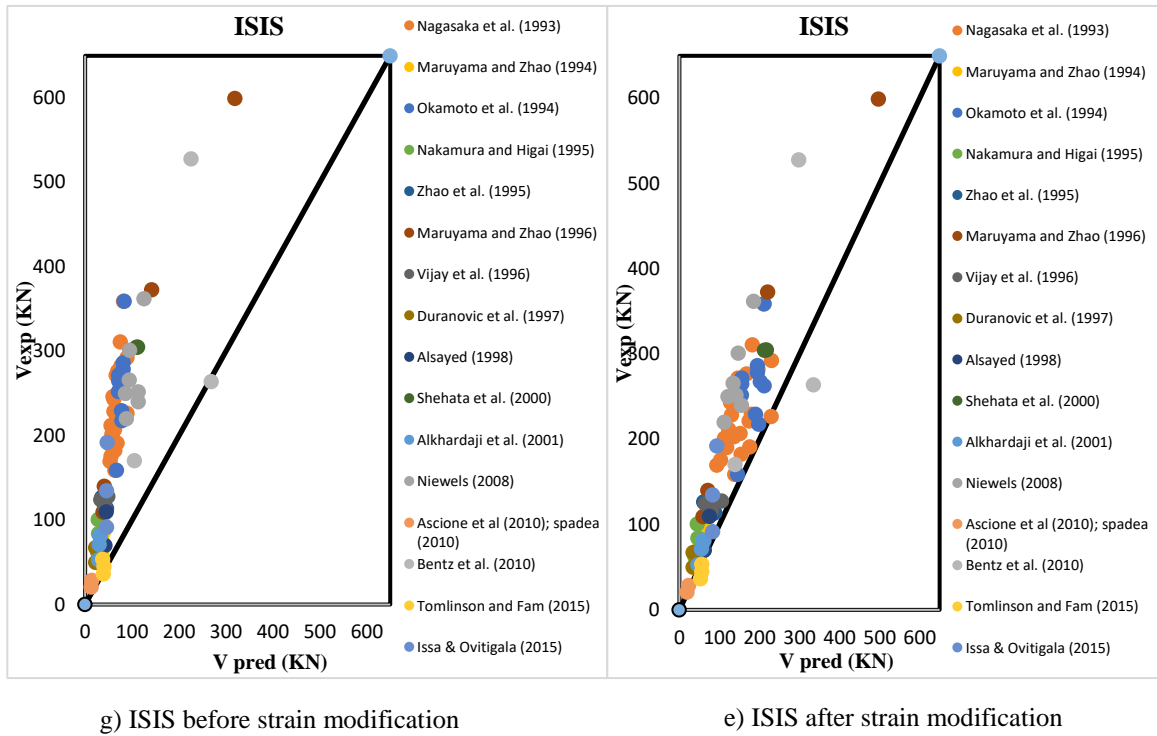 ISIS
600
500
400
300
200
100
0
Vexp (KN)
0 100 200 300 400 500 600
V pred (KN)
Nagasaka et al. (1993)
Maruyama and Zhao (1994)
Okamoto et al. (1994)
Nakamura and Higai (1995)
Zhao et al. (1995)
Maruyama and Zhao (1996)
Vijay et al. (1996)
Duranovic et al. (1997)
Alsayed (1998)
Shehata et al. (2000)
Alkhardaji et al. (2001)
Niewels (2008)
Ascione et al (2010); spadea
(2010)
Bentz et al. (2010)
Tomlinson and Fam (2015)
Issa & Ovitigala (2015)
g) ISIS before strain modification
ISIS
600
500
400
300
200
100
0
Vexp (KN)
0 100 200 300 400 500 600
V pred (KN)
Nagasaka et al. (1993)
Maruyama and Zhao (1994)
Okamoto et al. (1994)
Nakamura and Higai (1995)
Zhao et al. (1995)
Maruyama and Zhao (1996)
Vijay et al. (1996)
Duranovic et al. (1997)
Alsayed (1998)
Shehata et al. (2000)
Alkhardaji et al. (2001)
Niewels (2008)
Ascione et al (2010); spadea
(2010)
Bentz et al. (2010)
Tomlinson and Fam (2015)
Issa & Ovitigala (2015)
e) ISIS after strain modification